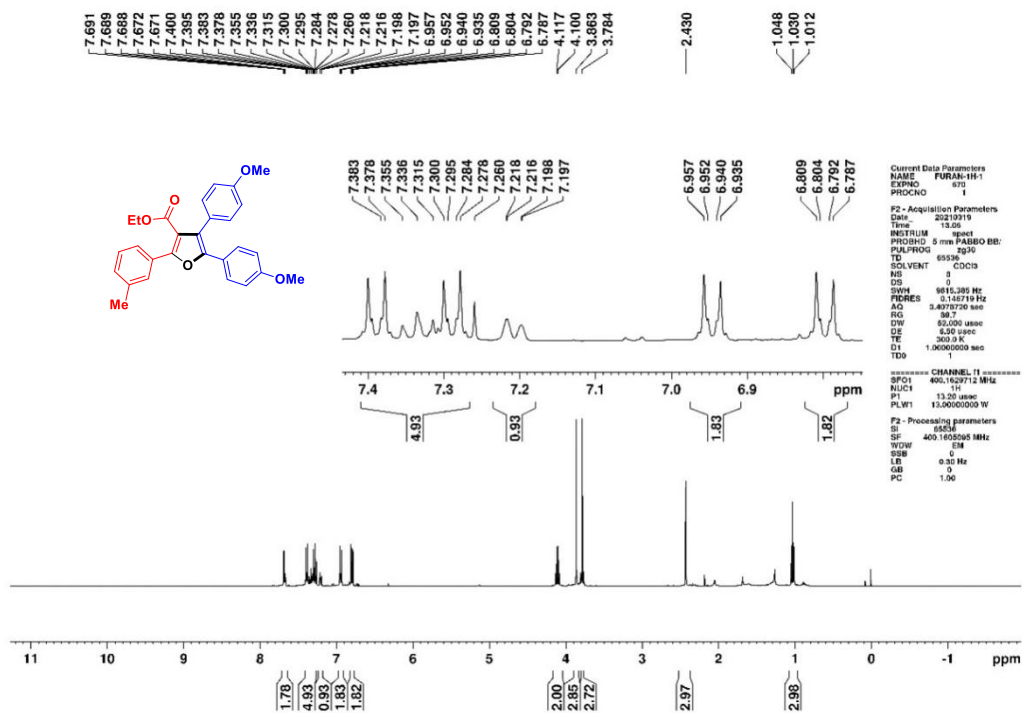 7.691
7.689
7.688
7.672
7.671
7.400
7.395
7.383
7.378
7.355
7.336
7.315
7.300
7.295
7.284
7.278
7.260
7.218
7.216
7.198
7.197
6.957
6.952
6.940
6.935
6.809
6.804
6.792
6.787
4.117
4.100
3.863
3.784
2.430
1.048
1.030
1.012
OMe
EtO
O
O
OMe
Me
7.383
7.378
7.355
7.336
7.315
7.300
7.295
7.284
7.278
7.260
7.218
7.216
7.198
7.197
6.957
6.952
6.940
6.935
6.809
6.804
6.792
6.787
7.4 7.3 7.2 7.1 7.0 6.9 ppm
4.93 0.93 1.83 1.82
Current Data Parameters
NAME FURAN-1H-1
EXPNO 670
PROCNO 1
F2 - Acquisition Parameters
Date_ 20210319
Time 13.05
INSTRUM spect
PROBHD 5 mm PABBO BB/
PULPROG zg30
TD 65536
SOLVENT CDCl3
NS 8
DS 0
SWH 9615.385 Hz
FIDRES 0.146719 Hz
AQ 3.4078720 sec
RG
DW 52.000 usec
DE 6.50 usec
TE 300.0 K
D1 1.00000000 sec
TD0 1
======== CHANNEL f1 ========
SFO1 400.1629712 MHz
NUC1 1H
P1 13.20 usec
PLW1 13.00000000 W
F2 - Processing parameters
SI 65536
SF 400.1605095 MHz
WDW EM
SSB 0
LB 0.30 Hz
GB 0
PC 1.00
11 10 9 8 7 6 5 4 3 2 1 0 -1 ppm
1.78 4.93 0.93 1.83 1.82 2.00 2.85 2.72 2.97 2.98